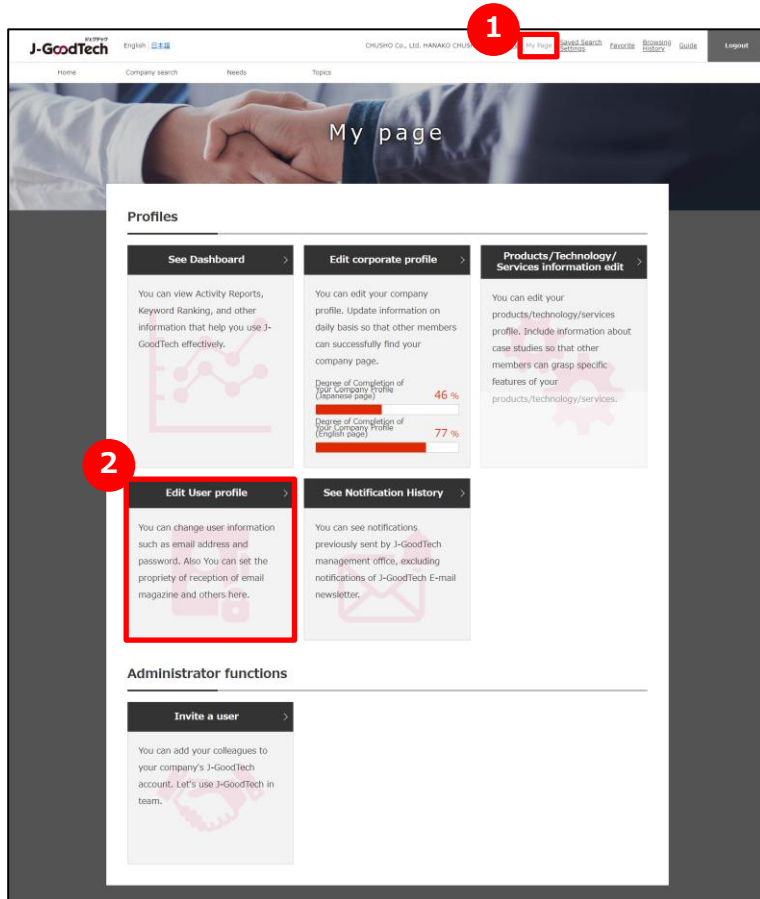 1
ジェグテック
J-GoodTech
English | 日本語
CHUSHO Co., Ltd. HANAKO CHUSH
My Page
Saved Search
Settings
Favorite
Browsing
History
Guide
Logout
Home
Company search
Needs
Topics
My page
Profiles
See Dashboard
You can view Activity Reports,
Keyword Ranking, and other
information that help you use J-
GoodTech effectively.
Edit corporate profile
You can edit your company
profile. Update information on
daily basis so that other members
can successfully find your
company page.
Degree of Completion of
Your Company Profile
(Japanese page)
46 %
Degree of Completion of
Your Company Profile
(English page)
77 %
Products/Technology/
Services information edit
You can edit your
products/technology/services
profile. Include information about
case studies so that other
members can grasp specific
features of your
products/technology/services.
2
Edit User profile
You can change user information
such as email address and
password. Also You can set the
propriety of reception of email
magazine and others here.
See Notification History
You can see notifications
previously sent by J-GoodTech
management office, excluding
notifications of J-GoodTech E-mail
newsletter.
Administrator functions
Invite a user
You can add your colleagues to
your company's J-GoodTech
account. Let's use J-GoodTech in
team.